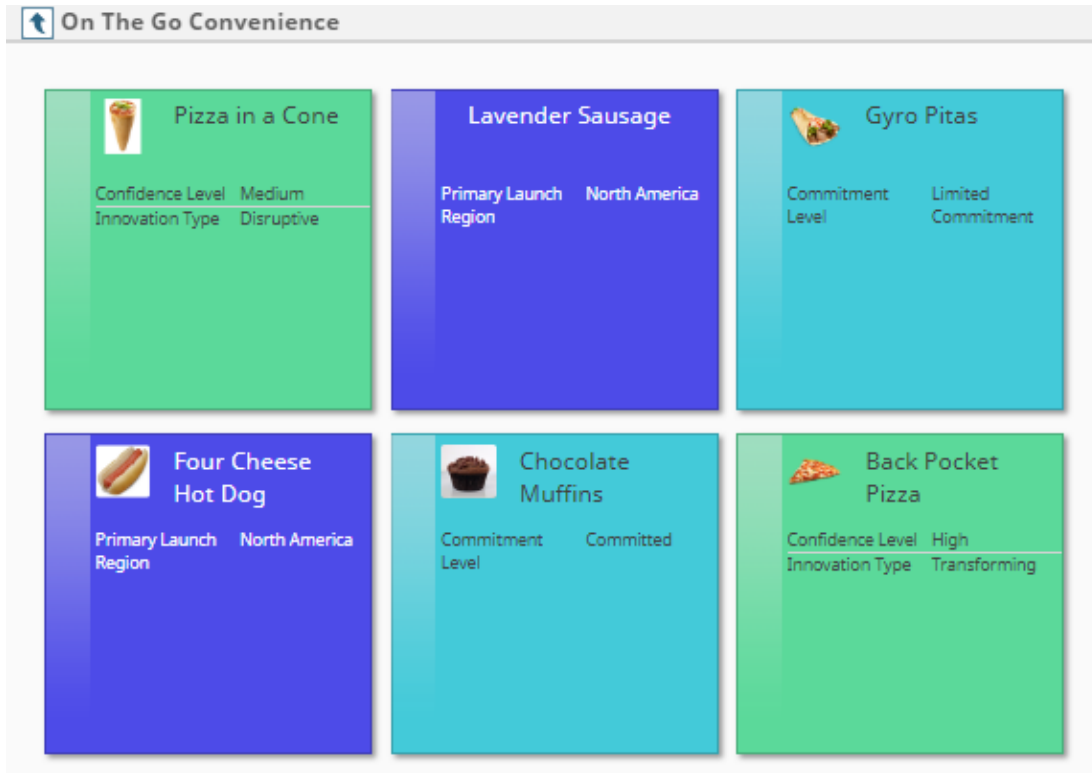 On The Go Convenience
Pizza in a Cone
Confidence Level Medium
Innovation Type Disruptive
Lavender Sausage
Primary Launch North America
Region
Gyro Pitas
Commitment Limited
Level Commitment
Four Cheese
Hot Dog
Primary Launch North America
Region
Chocolate
Muffins
Commitment Committed
Level
Back Pocket
Pizza
Confidence Level High
Innovation Type Transforming